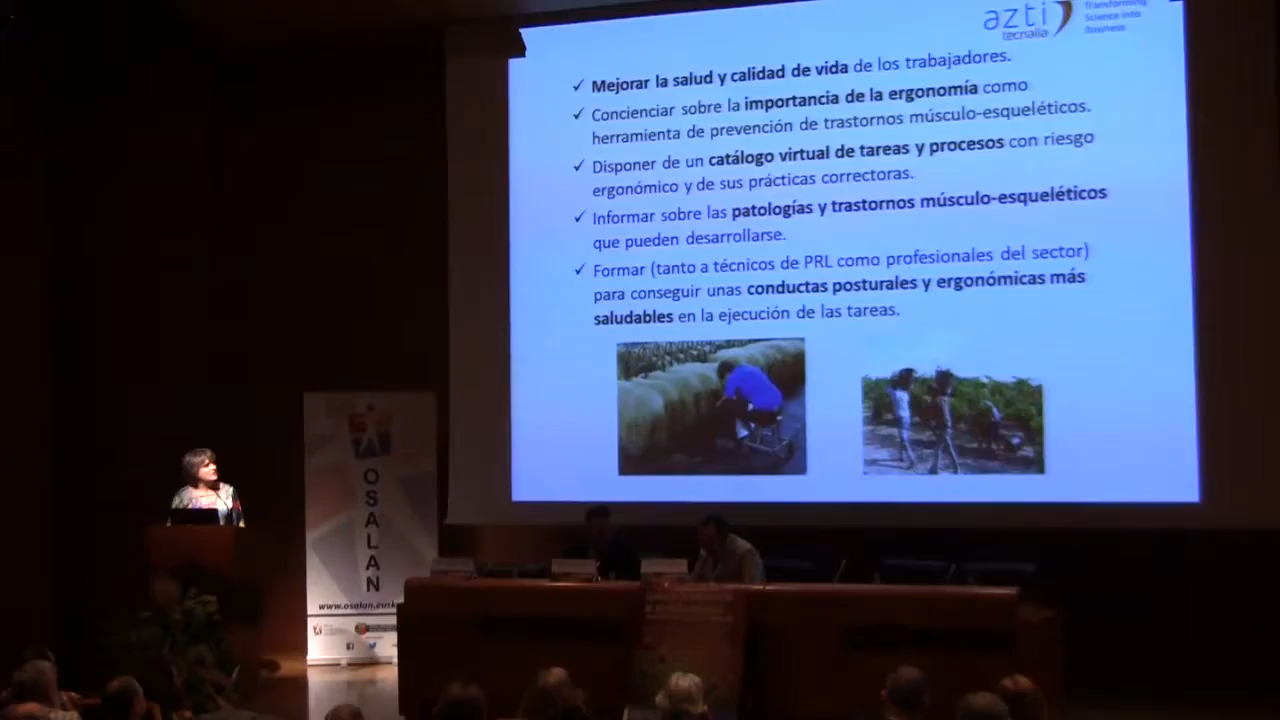 azti
tecnalia
Transforming
Science into
Business
✓ Mejorar la salud y calidad de vida de los trabajadores.
✓ Concienciar sobre la importancia de la ergonomía como
herramienta de prevención de trastornos músculo-esqueléticos.
✓ Disponer de un catálogo virtual de tareas y procesos con riesgo
ergonómico y de sus prácticas correctoras.
✓ Informar sobre las patologías y trastornos músculo-esqueléticos
que pueden desarrollarse.
✓ Formar (tanto a técnicos de PRL como profesionales del sector)
para conseguir unas conductas posturales y ergonómicas más
saludables en la ejecución de las tareas.
OSALAN
www.osalan.eusk